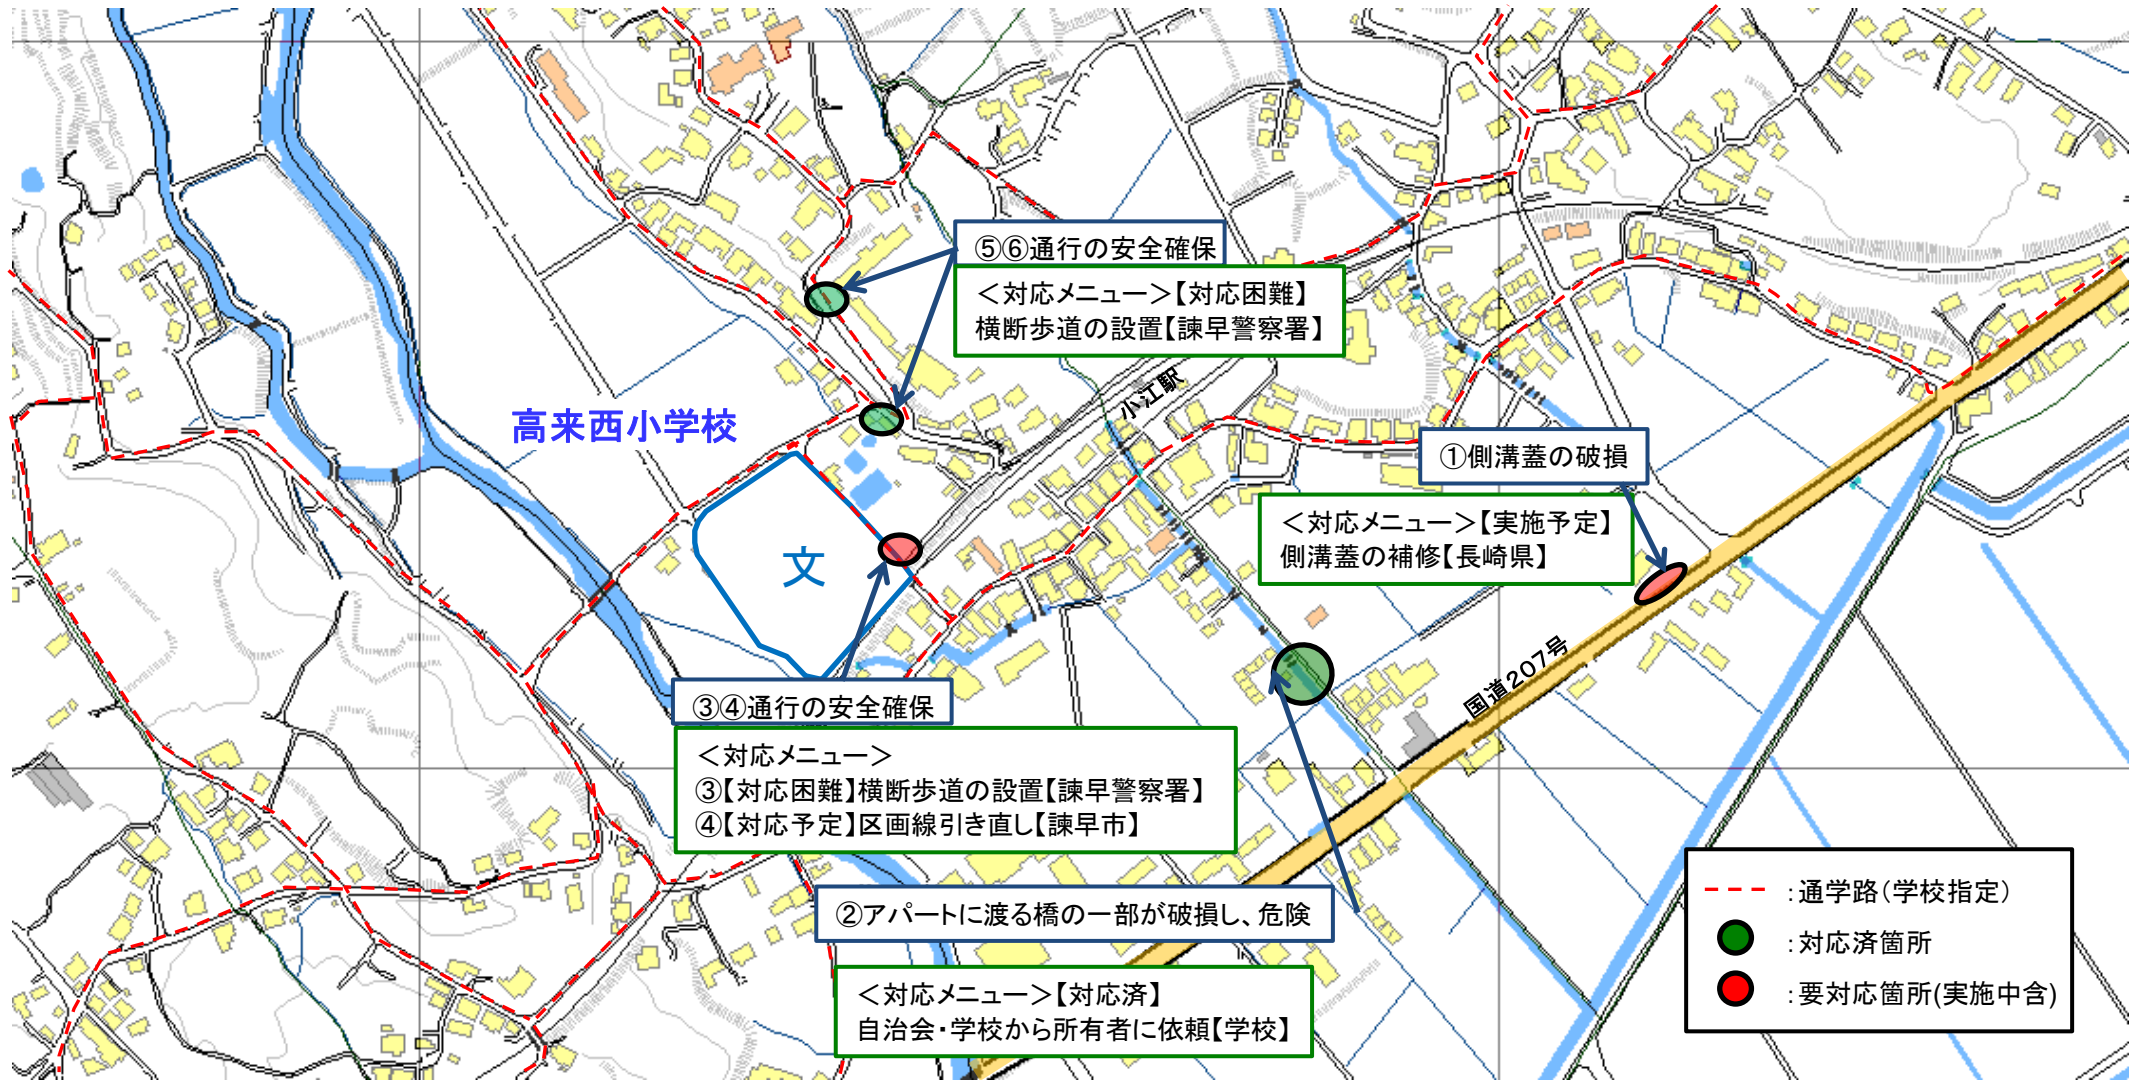 ⑤⑥通行の安全確保
＜対応メニュー＞【対応困難】
横断歩道の設置【諫早警察署】
小江駅
高来西小学校
①側溝蓋の破損
＜対応メニュー＞【実施予定】
側溝蓋の補修【長崎県】
文
国道207号
③④通行の安全確保
＜対応メニュー＞
③【対応困難】横断歩道の設置【諫早警察署】
④【対応予定】区画線引き直し【諫早市】
②アパートに渡る橋の一部が破損し、危険
＜対応メニュー＞【対応済】
自治会・学校から所有者に依頼【学校】
：通学路（学校指定）
：対応済箇所
：要対応箇所(実施中含)